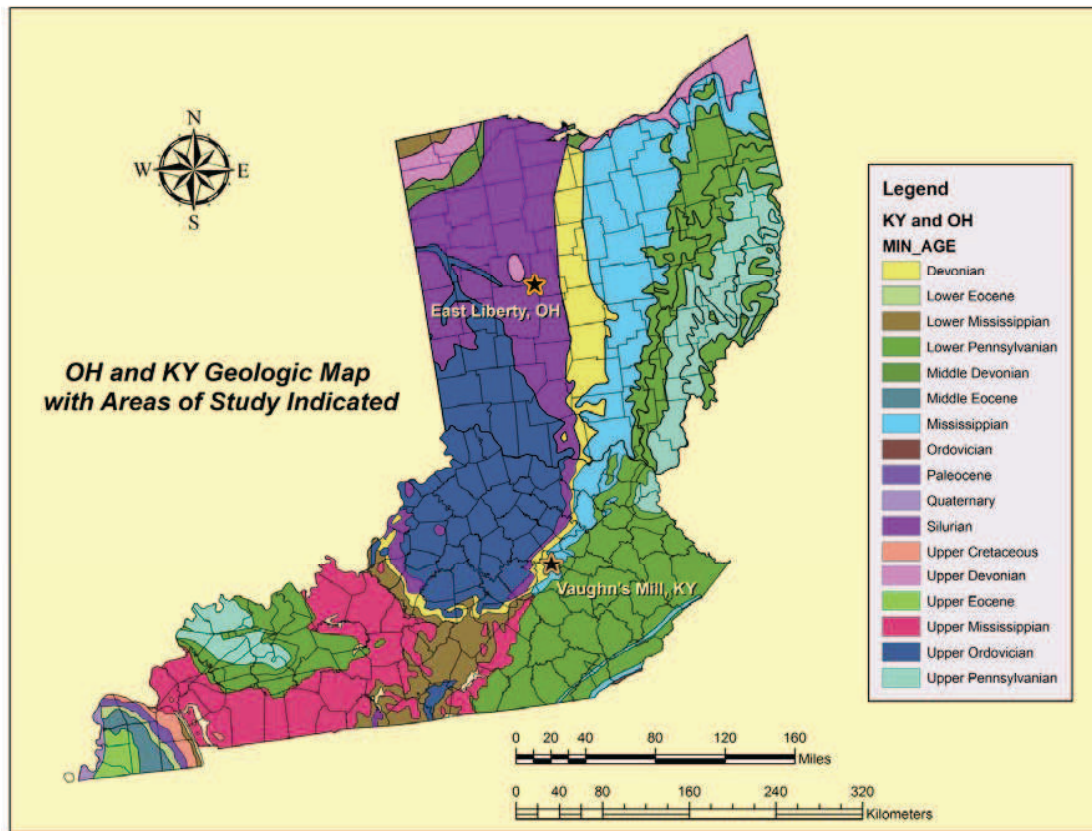 N
W E
S
East Liberty, OH
OH and KY Geologic Map
with Areas of Study Indicated
Vaughn's Mill, KY
Legend
KY and OH
MIN_AGE
Devonian
Lower Eocene
Lower Mississippian
Lower Pennsylvanian
Middle Devonian
Middle Eocene
Mississippian
Ordovician
Paleocene
Quaternary
Silurian
Upper Cretaceous
Upper Devonian
Upper Eocene
Upper Mississippian
Upper Ordovician
Upper Pennsylvanian
0 20 40 80 120 160
Miles
0 40 80 160 240 320
Kilometers